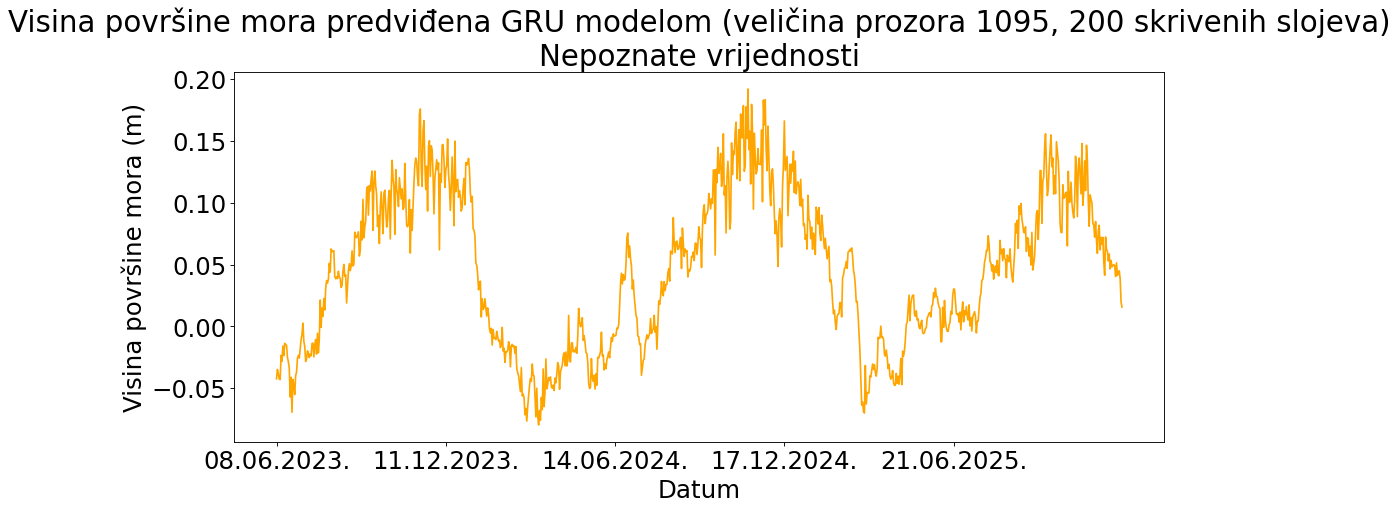 Visina površine mora predviđena GRU modelom (veličina prozora 1095, 200 skrivenih slojeva)
Nepoznate vrijednosti
Visina površine mora (m)
0.20
0.15
0.10
0.05
0.00
−0.05
08.06.2023. 11.12.2023. 14.06.2024. 17.12.2024. 21.06.2025.
Datum